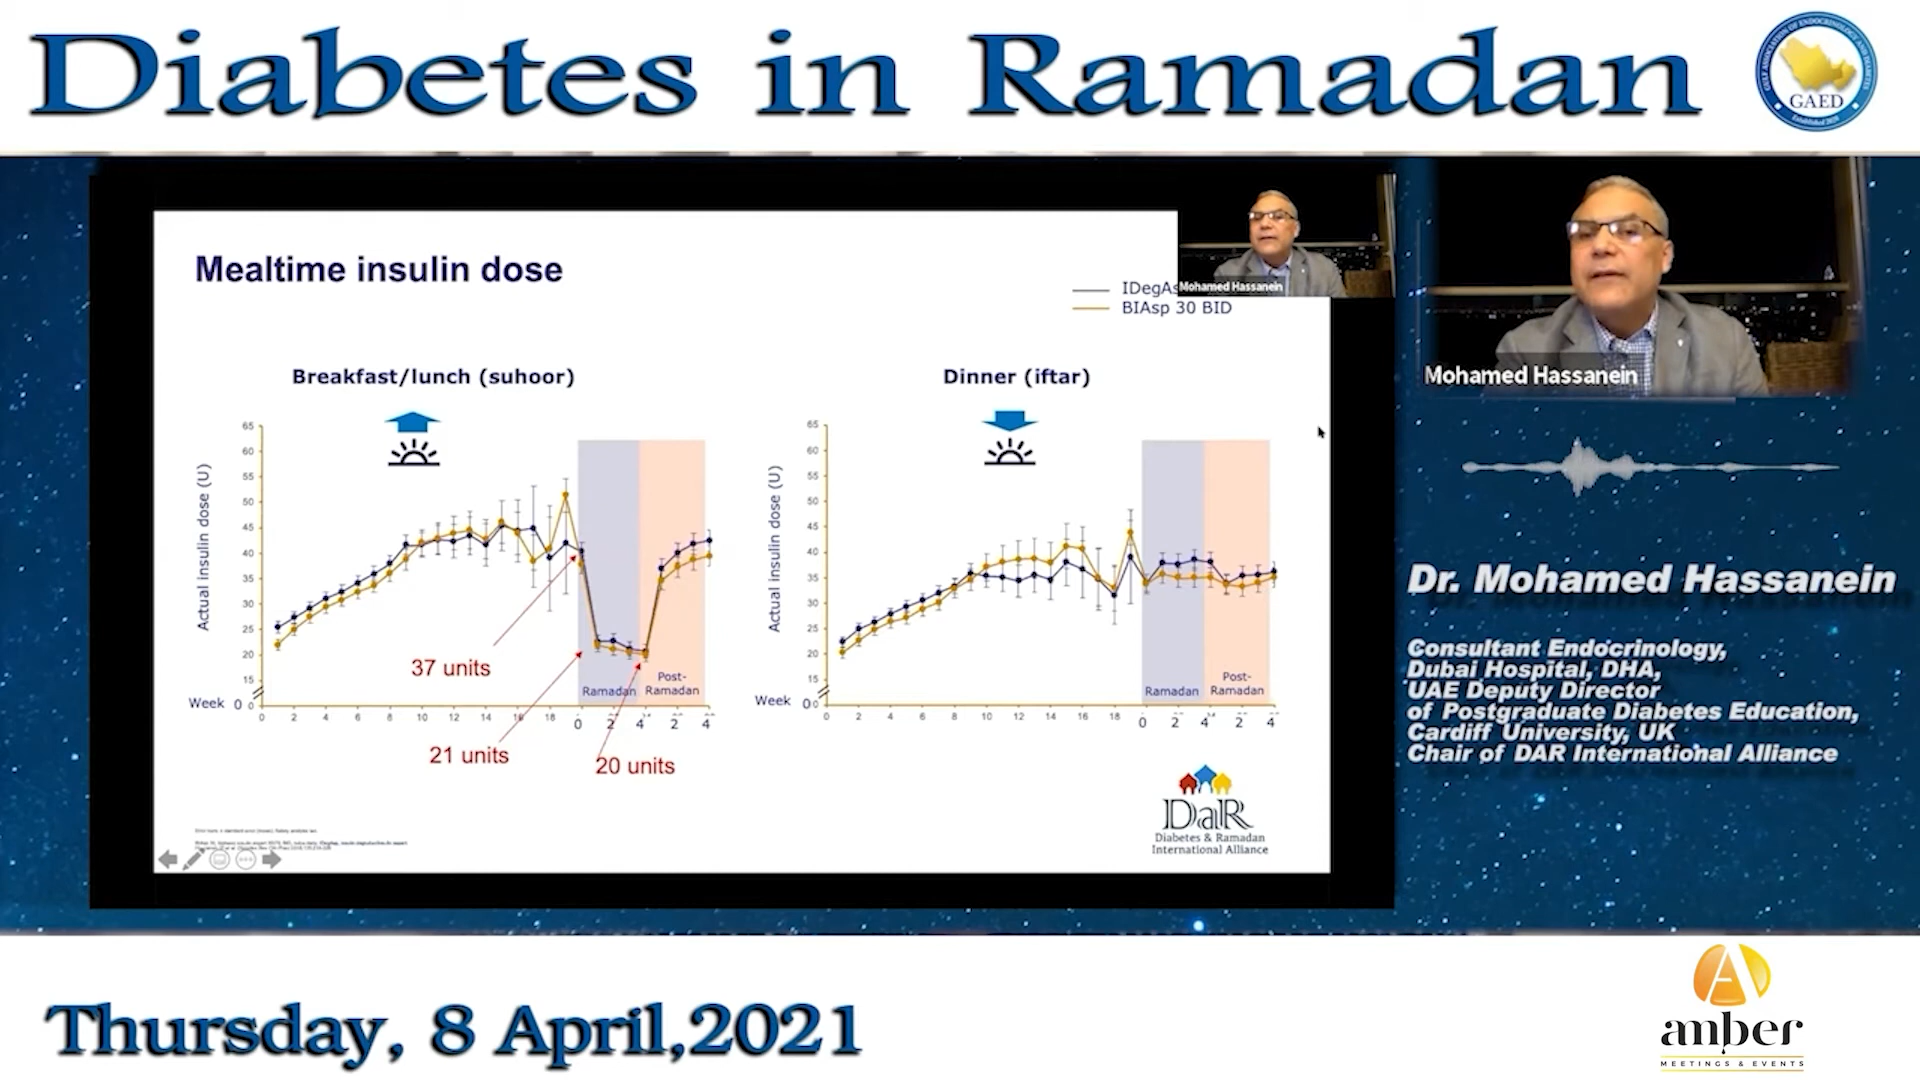 Diabetes in Ramadan
GAED
Mealtime insulin dose
IDegAs
BIAsp 30 BID
Mohamed Hassanein
Mohamed Hassanein
Breakfast/lunch (suhoor)
Actual insulin dose (U)
65
60
55
50
45
40
35
30
25
20
15
0
Week 0
0 2 4 6 8 10 12 14 16 18 0 2 4 2 4
Ramadan
Post-
Ramadan
37 units
21 units
20 units
Dinner (iftar)
Actual insulin dose (U)
65
60
55
50
45
40
35
30
25
20
15
0
Week 0
0 2 4 6 8 10 12 14 16 18 0 2 4 2 4
Ramadan
Post-
Ramadan
DaR
Diabetes & Ramadan
International Alliance
Dr. Mohamed Hassanein
Consultant Endocrinology,
Dubai Hospital, DHA,
UAE Deputy Director
of Postgraduate Diabetes Education,
Cardiff University, UK
Chair of DAR International Alliance
Thursday, 8 April,2021
amber
MEETINGS & EVENTS